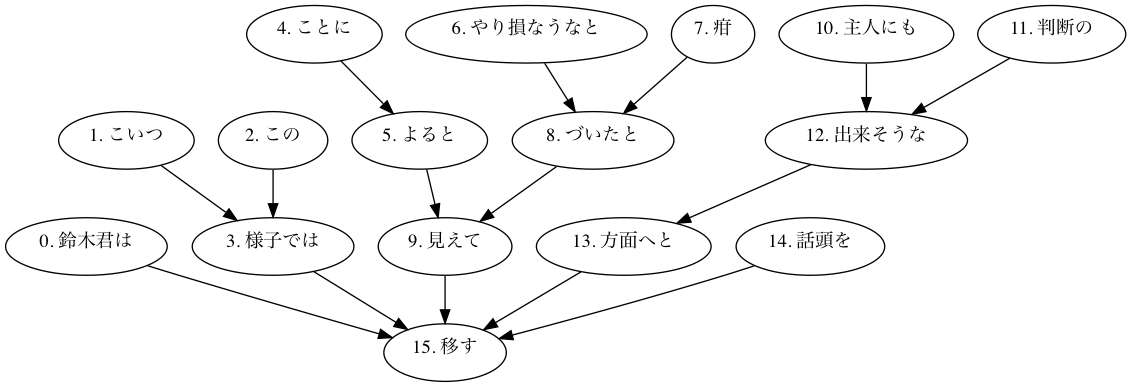 4. ことに
6. やり損なうなと
7. 疳
10. 主人にも
11. 判断の
1. こいつ
2. この
5. よると
8. づいたと
12. 出来そうな
0. 鈴木君は
3. 様子では
9. 見えて
13. 方面へと
14. 話頭を
15. 移す